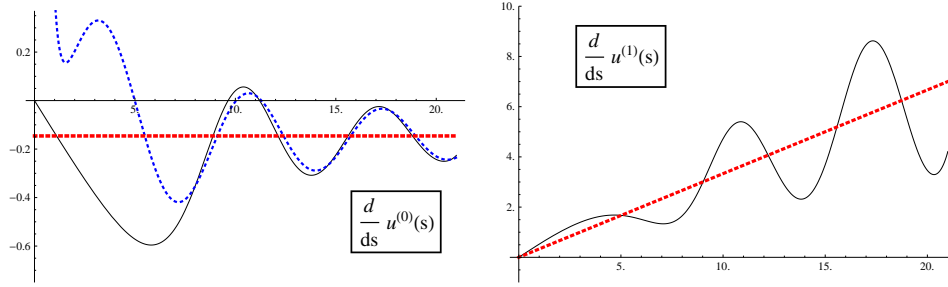 0.2
-0.2
-0.4
-0.6
5.
10.
15.
20.
d
ds
u(0)(s)
10.
8.
6.
4.
2.
5.
10.
15.
20.
d
ds
u(1)(s)